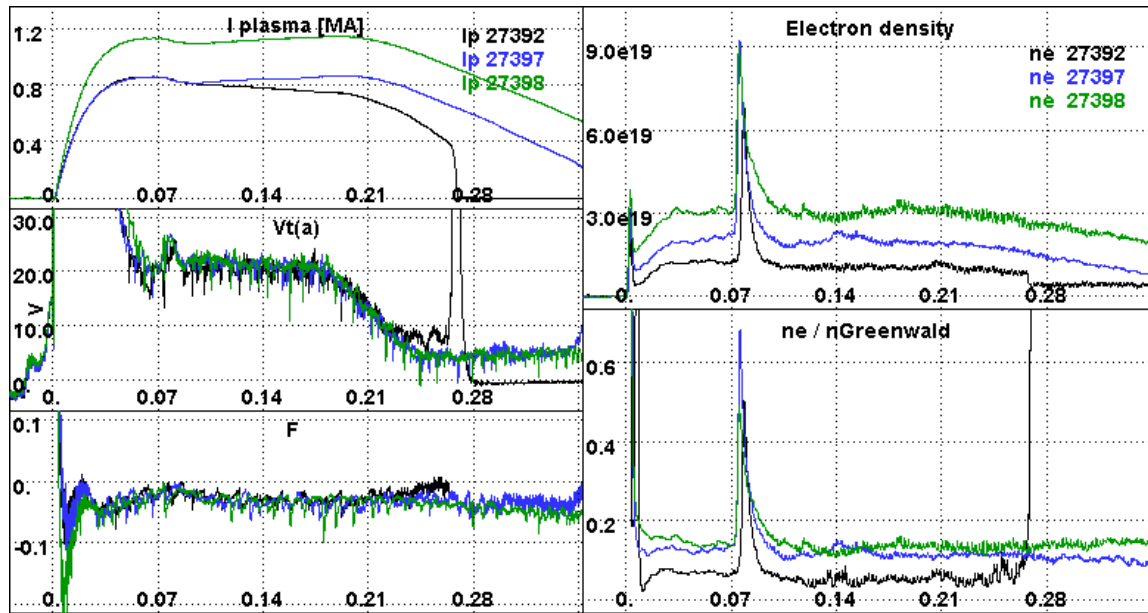 I plasma [MA]
Ip 27392
Ip 27397
Ip 27398
1.2
0.8
0.4
0. 0.07 0.14 0.21 0.28
Vt(a)
30.0
20.0
V
10.0
0.
0. 0.07 0.14 0.21 0.28
F
0.1
0.
-0.1
0. 0.07 0.14 0.21 0.28
Electron density
ne 27392
ne 27397
ne 27398
9.0e19
6.0e19
3.0e19
0. 0.07 0.14 0.21 0.28
ne / nGreenwald
0.6
0.4
0.2
0. 0.07 0.14 0.21 0.28